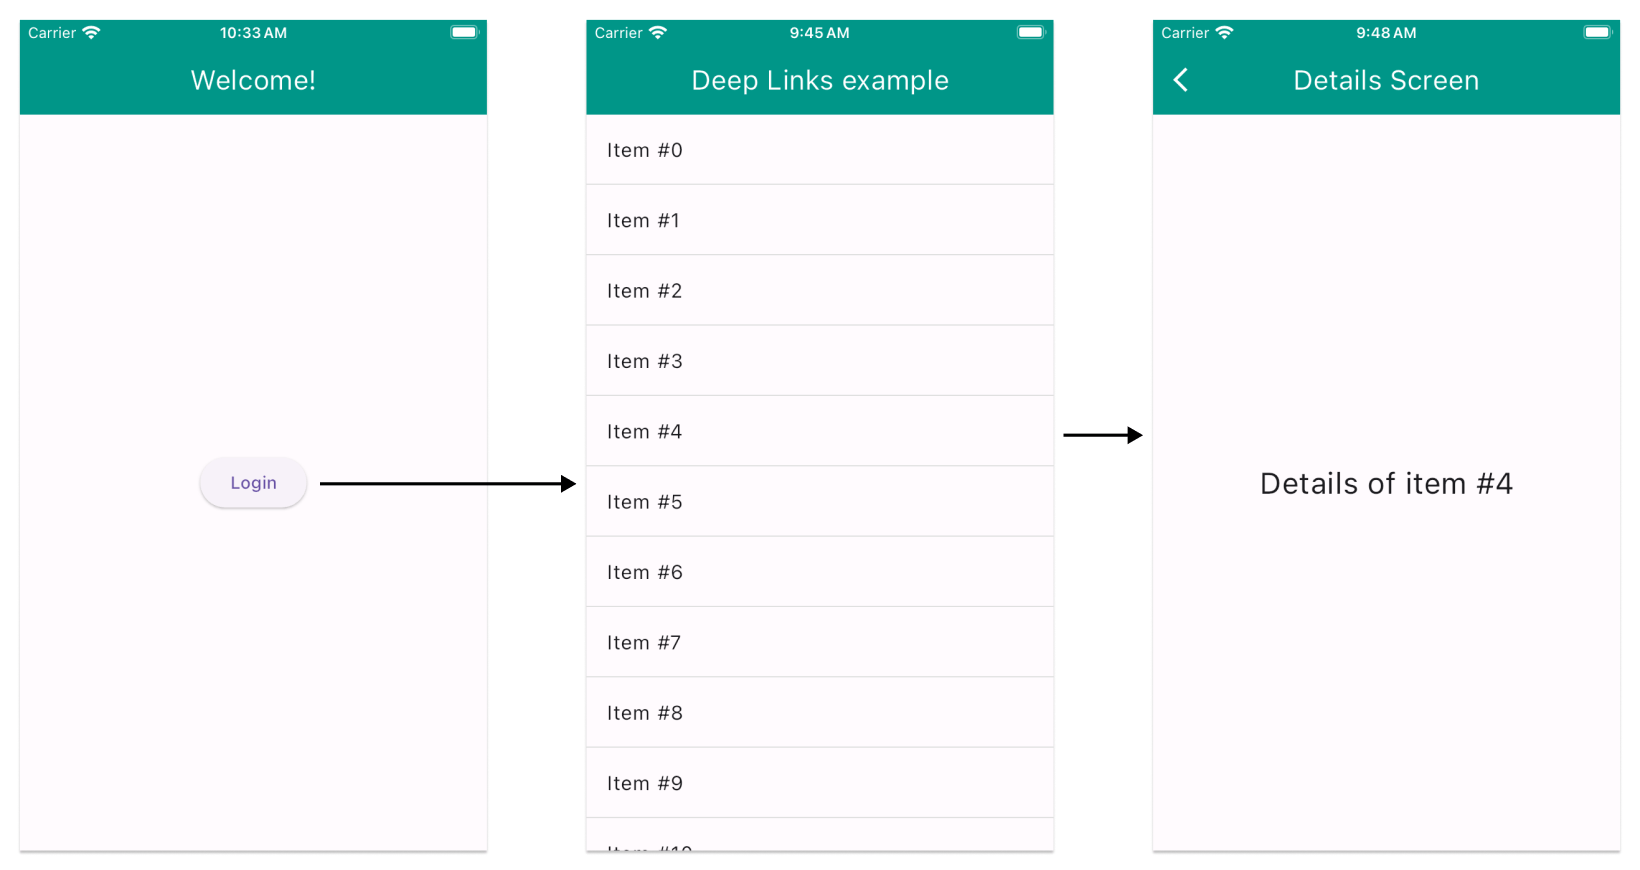 Carrier 10:33 AM
Welcome!
Login
Carrier 9:45 AM
Deep Links example
Item #0
Item #1
Item #2
Item #3
Item #4
Item #5
Item #6
Item #7
Item #8
Item #9
Item #10
Carrier 9:48 AM
Details Screen
Details of item #4